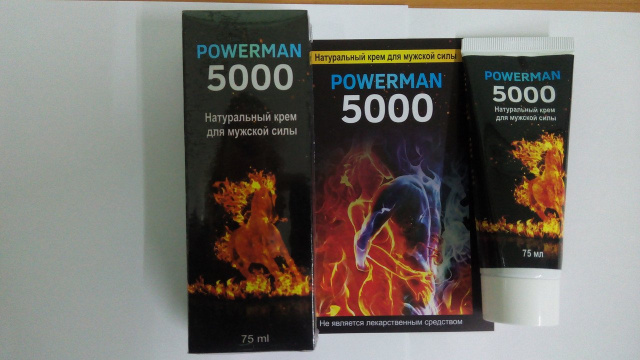 POWERMAN
5000
Натуральный крем
для мужской силы
75 ml
Натуральный крем для мужской силы
POWERMAN
5000
Не является лекарственным средством
POWERMAN
5000
Натуральный крем
для мужской силы
75 мл